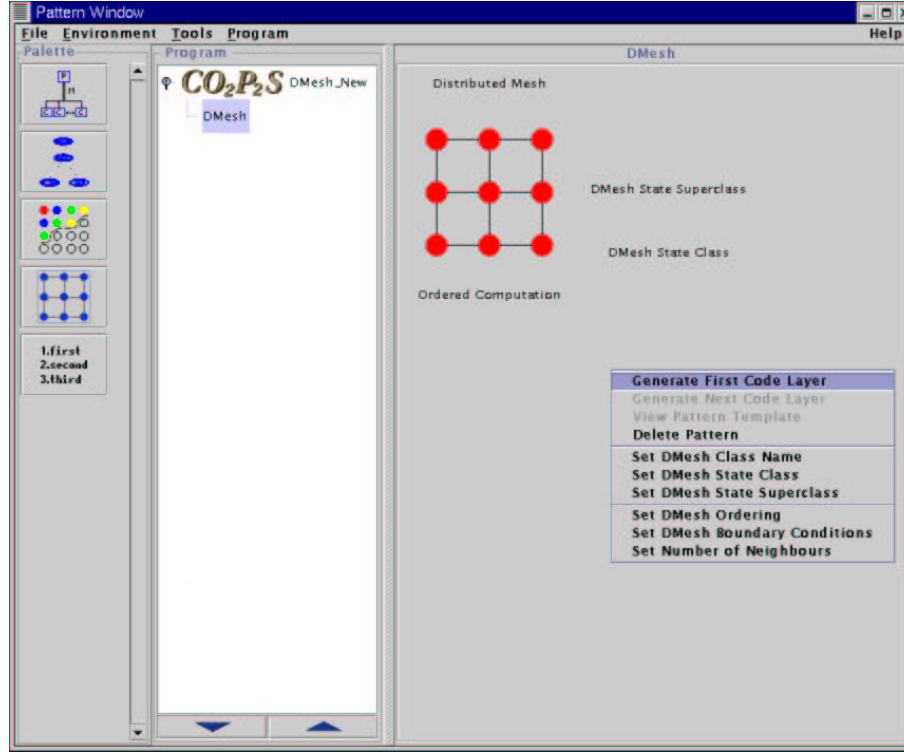 Pattern Window
File Environment Tools Program Help
Palette
Program
DMesh
P
M
C C C
1.first
2.second
3.third
CO2P2S DMesh_New
DMesh
Distributed Mesh
DMesh State Superclass
DMesh State Class
Ordered Computation
Generate First Code Layer
Generate Next Code Layer
View Pattern Template
Delete Pattern
Set DMesh Class Name
Set DMesh State Class
Set DMesh State Superclass
Set DMesh Ordering
Set DMesh Boundary Conditions
Set Number of Neighbours